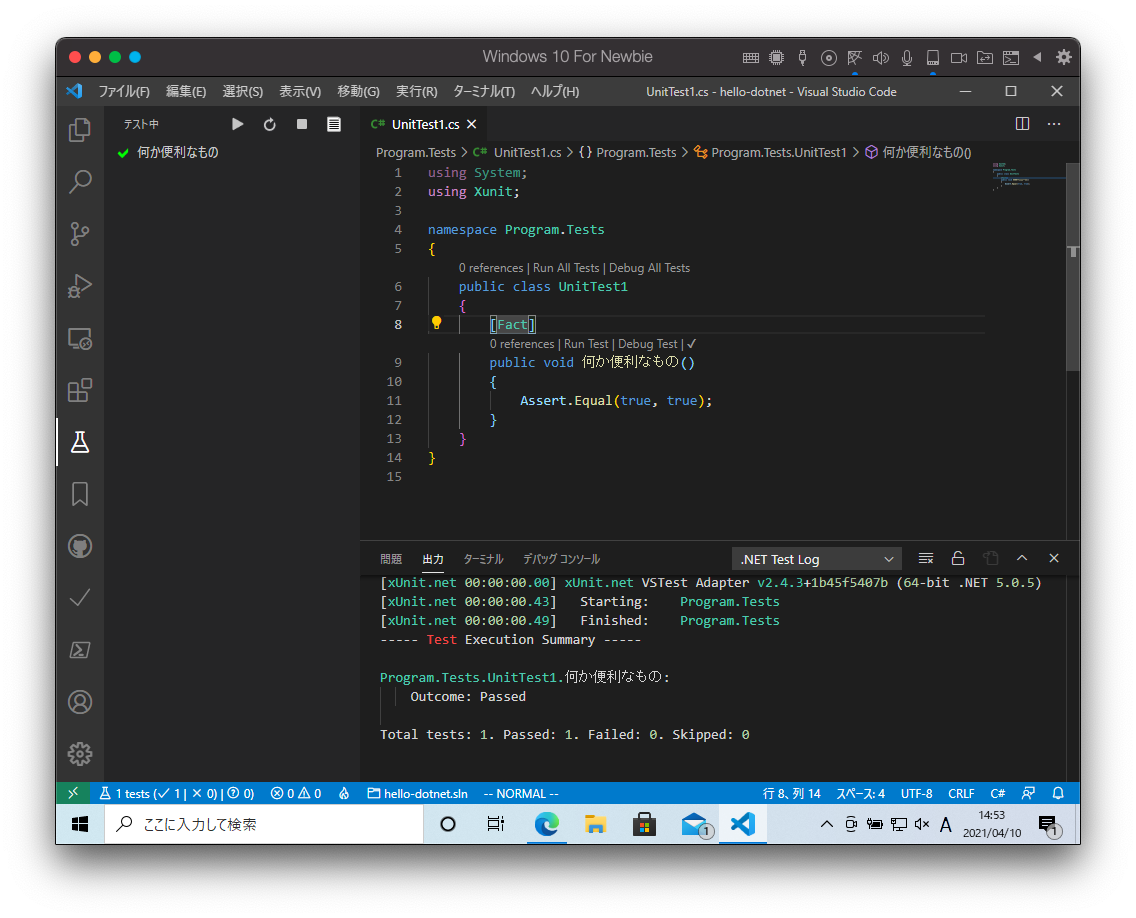 Windows 10 For Newbie
ファイル(F) 編集(E) 選択(S) 表示(V) 移動(G) 実行(R) ターミナル(T) ヘルプ(H) UnitTest1.cs - hello-dotnet - Visual Studio Code
テスト中
何か便利なもの
C# UnitTest1.cs
Program.Tests > C# UnitTest1.cs > {} Program.Tests > Program.Tests.UnitTest1 > 何か便利なもの()
1 using System;
2 using Xunit;
3
4 namespace Program.Tests
5 {
0 references | Run All Tests | Debug All Tests
6 public class UnitTest1
7 {
8 [Fact]
0 references | Run Test | Debug Test | ✓
9 public void 何か便利なもの()
10 {
11 Assert.Equal(true, true);
12 }
13 }
14 }
15
問題 出力 ターミナル デバッグ コンソール .NET Test Log
[xUnit.net 00:00:00.00] xUnit.net VSTest Adapter v2.4.3+1b45f5407b (64-bit .NET 5.0.5)
[xUnit.net 00:00:00.43] Starting: Program.Tests
[xUnit.net 00:00:00.49] Finished: Program.Tests
----- Test Execution Summary -----
Program.Tests.UnitTest1.何か便利なもの:
Outcome: Passed
Total tests: 1. Passed: 1. Failed: 0. Skipped: 0
1 tests (✓ 1 | ✕ 0) | ? 0) 0 0 hello-dotnet.sln -- NORMAL -- 行 8、列 14 スペース: 4 UTF-8 CRLF C#
ここに入力して検索 1 A 14:53 1
2021/04/10